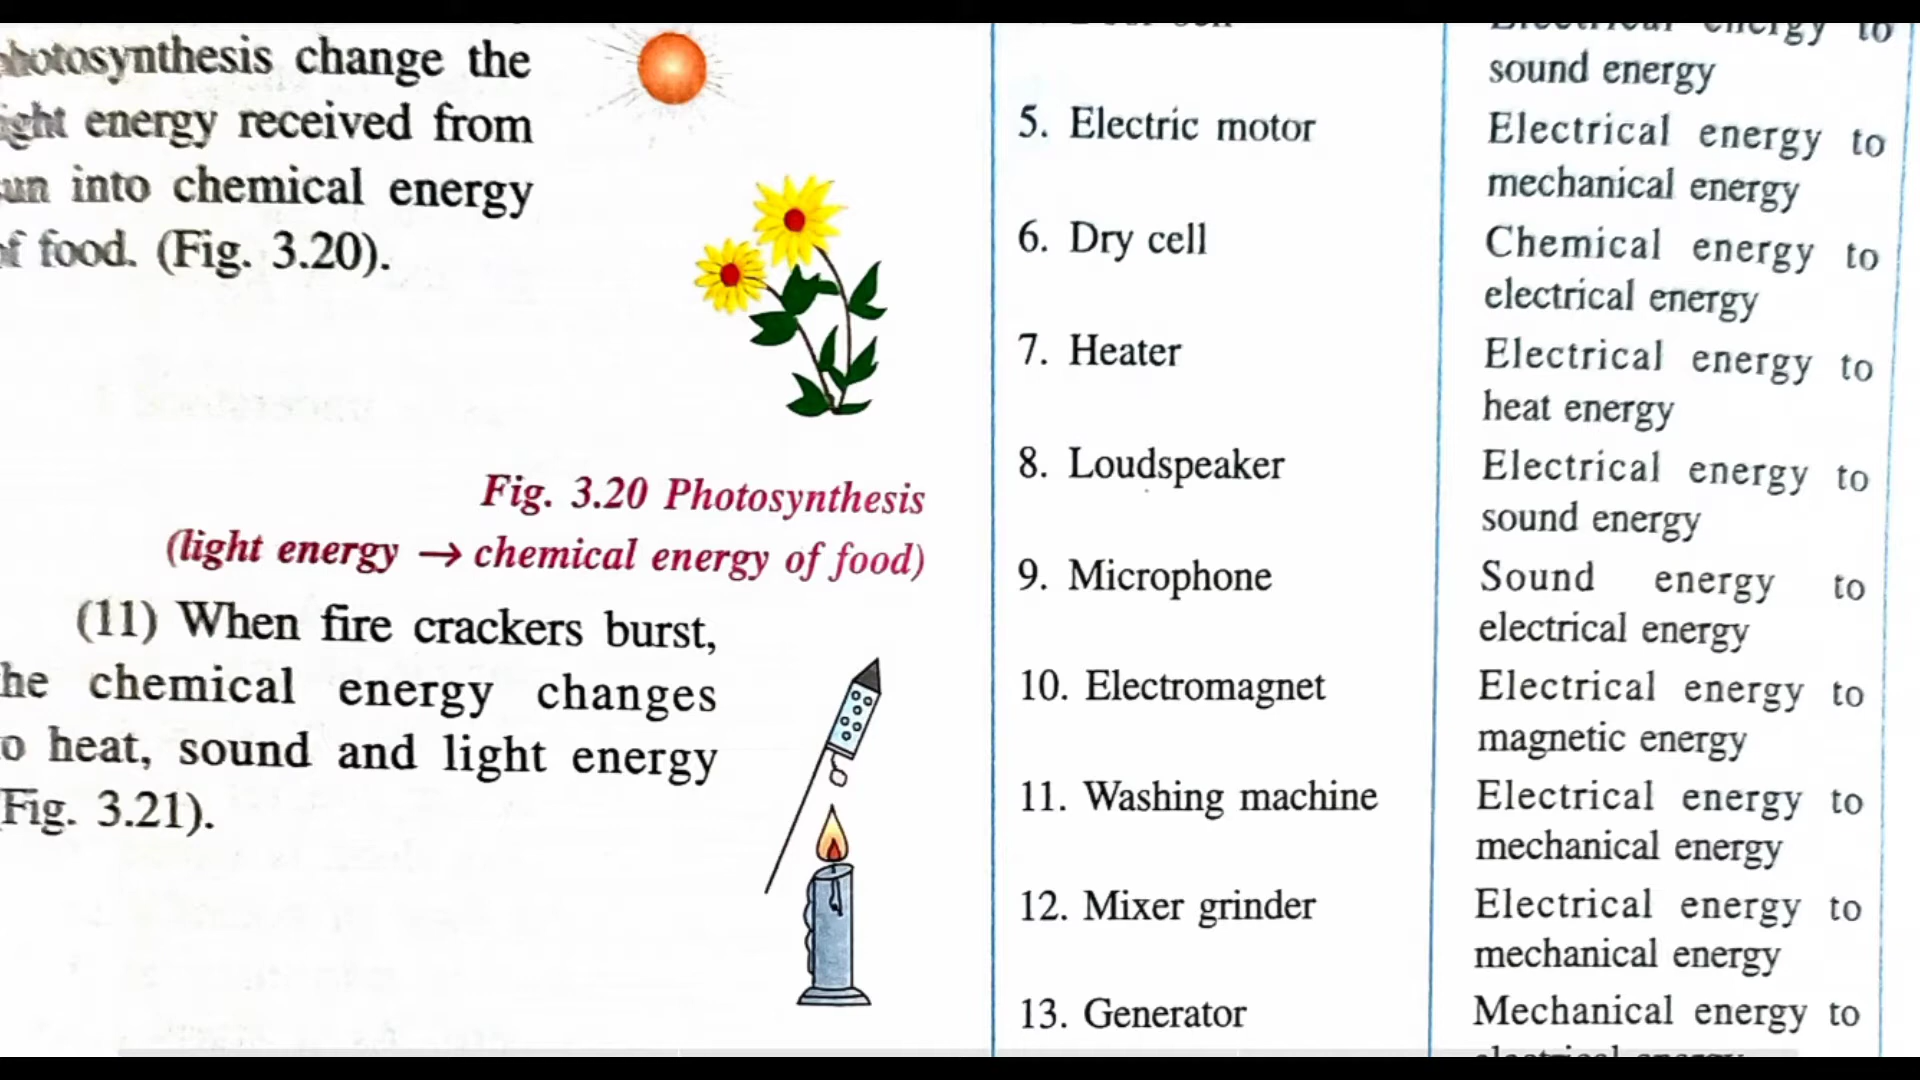 change the
energy received from
into chemical energy
food. (Fig. 3.20).
Fig. 3.20 Photosynthesis
(light energy → chemical energy of food)
(11) When fire crackers burst,
chemical energy changes
heat, sound and light energy
Fig. 3.21).
sound energy
5. Electric motor
Electrical energy to
mechanical energy
6. Dry cell
Chemical energy to
electrical energy
7. Heater
Electrical energy to
heat energy
8. Loudspeaker
Electrical energy to
sound energy
9. Microphone
Sound energy to
electrical energy
10. Electromagnet
Electrical energy to
magnetic energy
11. Washing machine
Electrical energy to
mechanical energy
12. Mixer grinder
Electrical energy to
mechanical energy
13. Generator
Mechanical energy to